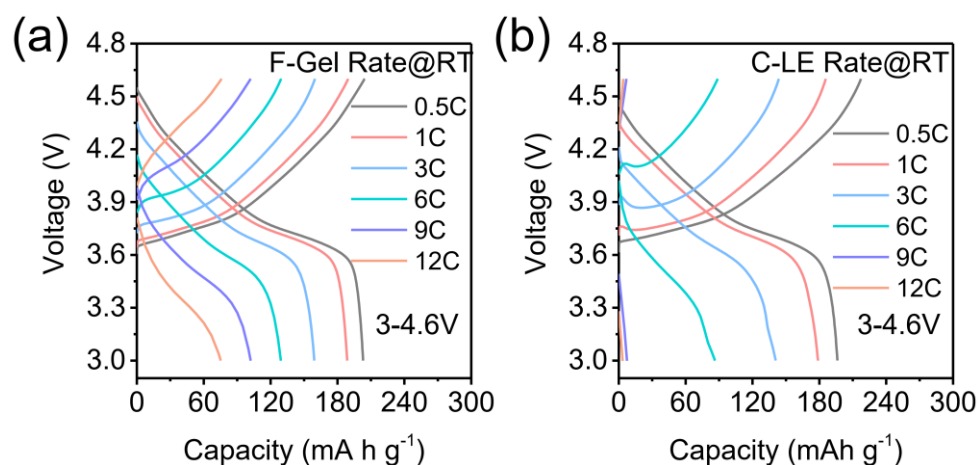 (a)
F-Gel Rate@RT
4.8
4.5
4.2
3.9
3.6
3.3
3.0
Voltage (V)
0.5C
1C
3C
6C
9C
12C
3-4.6V
0 60 120 180 240 300
Capacity (mA h g⁻¹)
(b)
C-LE Rate@RT
4.8
4.5
4.2
3.9
3.6
3.3
3.0
Voltage (V)
0.5C
1C
3C
6C
9C
12C
3-4.6V
0 60 120 180 240 300
Capacity (mAh g⁻¹)